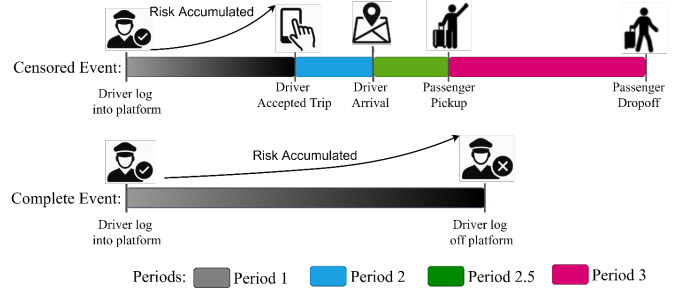 Risk Accumulated
Censored Event:
Driver log
into platform
Driver
Accepted Trip
Driver
Arrival
Passenger
Pickup
Passenger
Dropoff
Risk Accumulated
Complete Event:
Driver log
into platform
Driver log
off platform
Periods: Period 1 Period 2 Period 2.5 Period 3